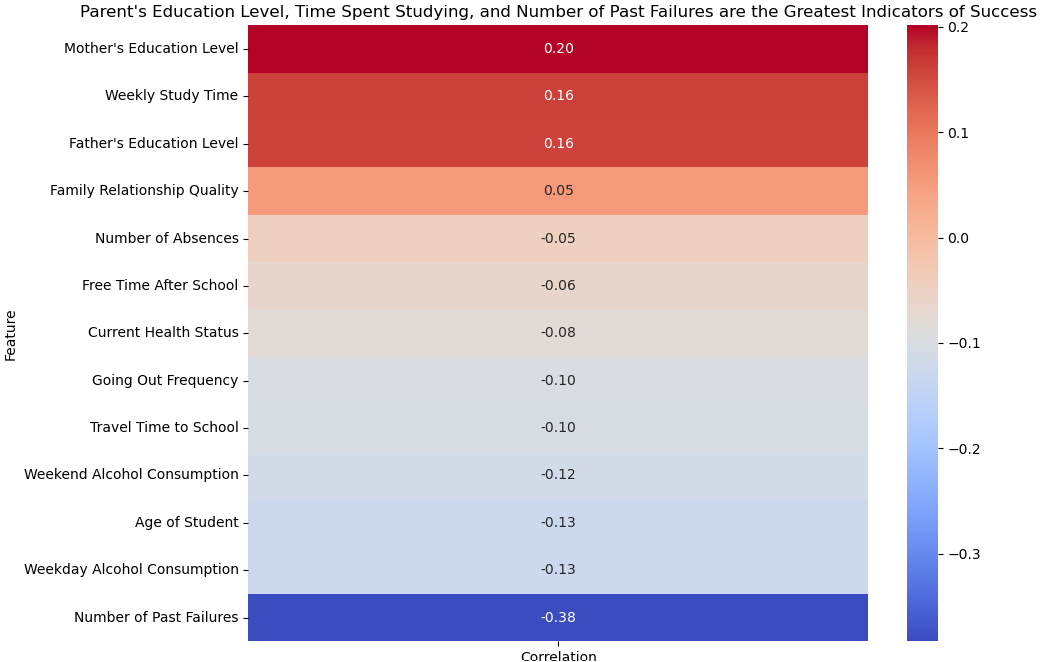 Parent's Education Level, Time Spent Studying, and Number of Past Failures are the Greatest Indicators of Success
Feature
Mother's Education Level 0.20
Weekly Study Time 0.16
Father's Education Level 0.16
Family Relationship Quality 0.05
Number of Absences -0.05
Free Time After School -0.06
Current Health Status -0.08
Going Out Frequency -0.10
Travel Time to School -0.10
Weekend Alcohol Consumption -0.12
Age of Student -0.13
Weekday Alcohol Consumption -0.13
Number of Past Failures -0.38
Correlation
0.2
0.1
0.0
−0.1
−0.2
−0.3